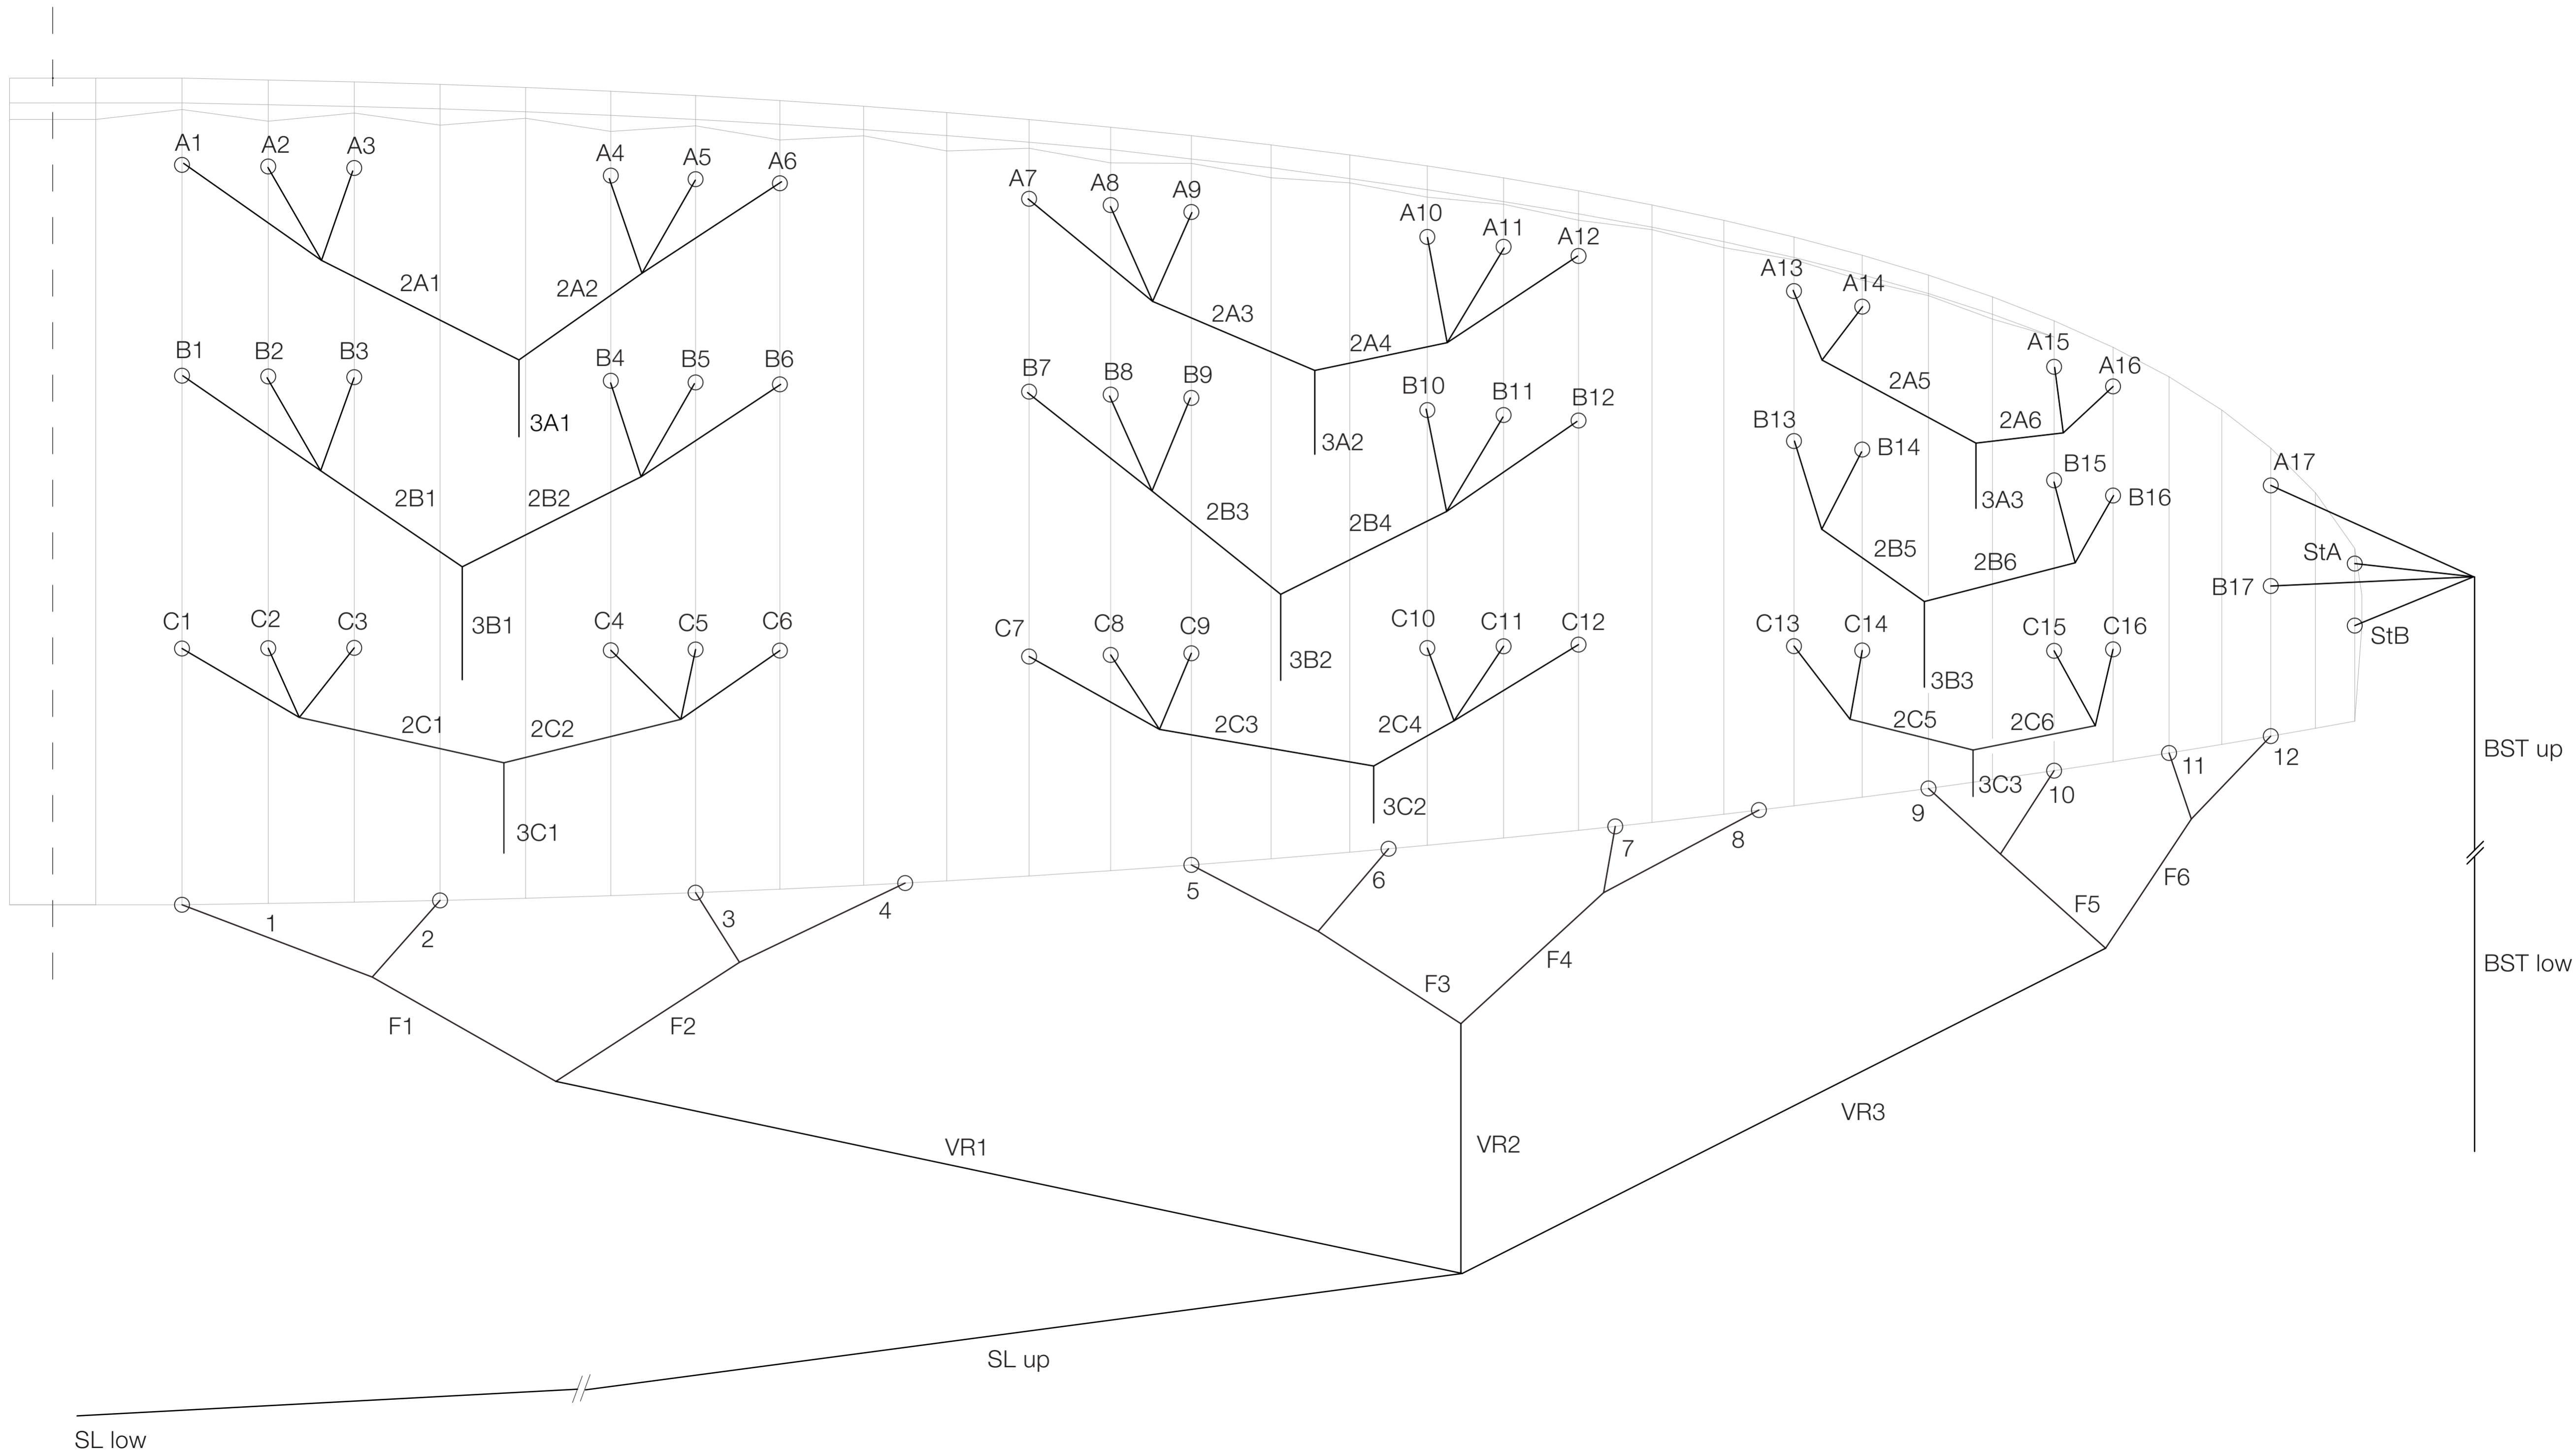 A1 A2 A3 A4 A5 A6
A7 A8 A9 A10 A11 A12
A13 A14
2A1 2A2 2A3 2A4
A15 A16
B1 B2 B3 B4 B5 B6
B7 B8 B9 B10 B11 B12
2A5 2A6
3A1 3A2
B13 B14 B15 B16
A17
3A3
2B1 2B2 2B3 2B4
2B5 2B6
StA
B17
StB
C1 C2 C3 3B1 C4 C5 C6
C7 C8 C9 C10 C11 C12
C13 C14 C15 C16
3B2 3B3
2C1 2C2 2C3 2C4 2C5 2C6
BST up
3C1 3C2 3C3
1 2 3 4 5 6 7 8 9 10 11 12
F1 F2 F3 F4 F5 F6
BST low
VR1 VR2 VR3
SL up
SL low